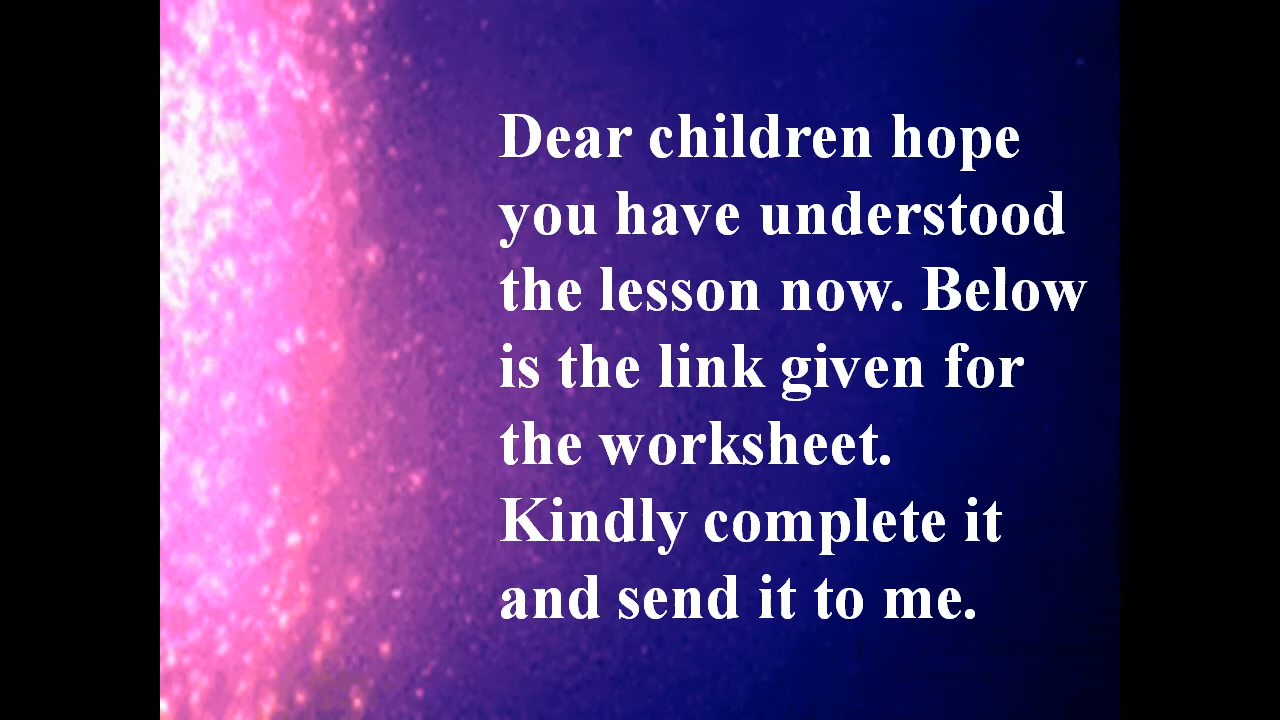 Dear children hope
you have understood
the lesson now. Below
is the link given for
the worksheet.
Kindly complete it
and send it to me.